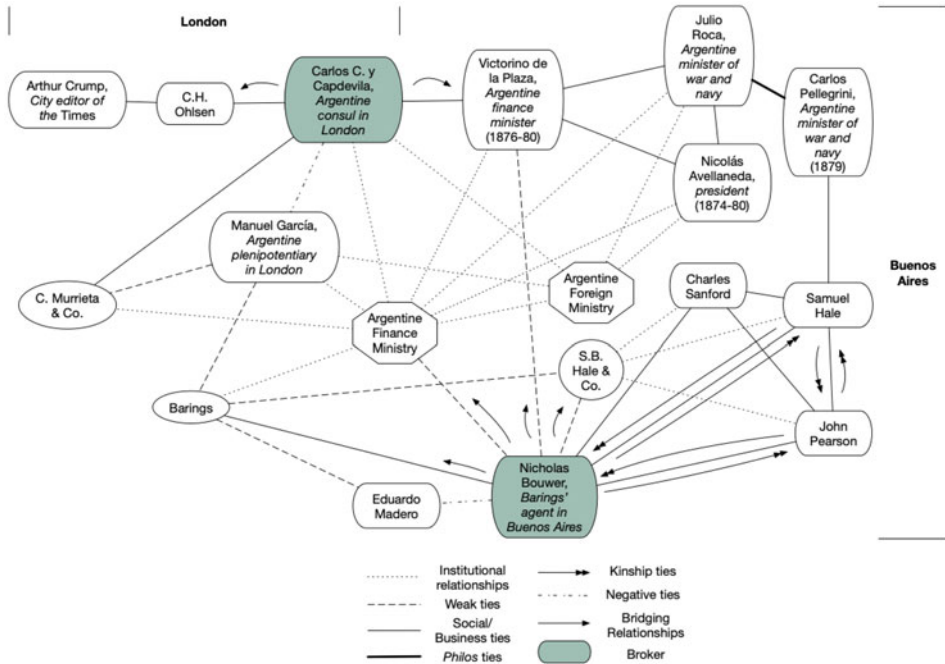 London
Buenos
Aires
Arthur Crump,
City editor of
the Times
C.H.
Ohlsen
Carlos C. y
Capdevila,
Argentine
consul in
London
Victorino de
la Plaza,
Argentine
finance
minister
(1876-80)
Julio
Roca,
Argentine
minister of
war and
navy
Carlos
Pellegrini,
Argentine
minister of
war and
navy
(1879)
Nicolás
Avellaneda,
president
(1874-80)
Manuel García,
Argentine
plenipotentiary
in London
C. Murrieta
& Co.
Argentine
Finance
Ministry
Argentine
Foreign
Ministry
Charles
Sanford
Samuel
Hale
S.B.
Hale &
Co.
Barings
John
Pearson
Eduardo
Madero
Nicholas
Bouwer,
Barings'
agent in
Buenos Aires
Institutional
relationships
Weak ties
Social/
Business ties
Philos ties
Kinship ties
Negative ties
Bridging
Relationships
Broker